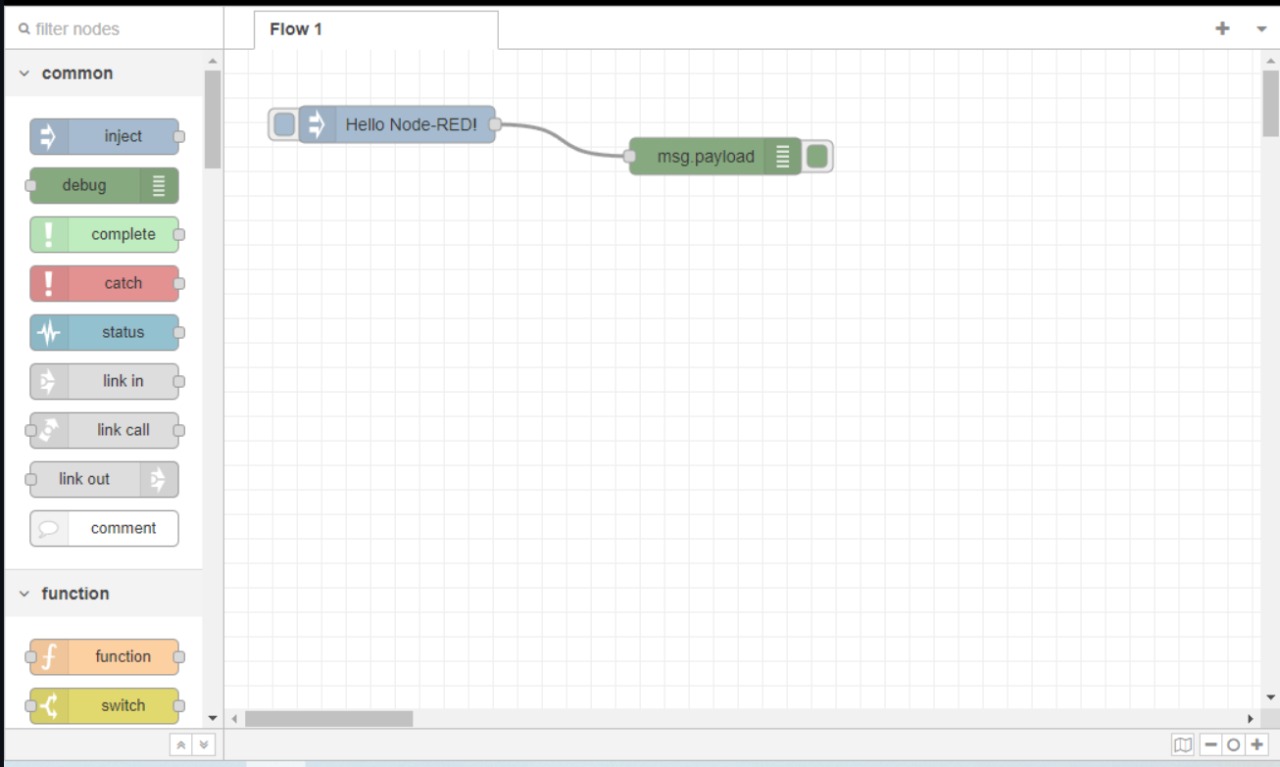 filter nodes
Flow 1
common
inject
debug
complete
catch
status
link in
link call
link out
comment
function
function
switch
Hello Node-RED!
msg.payload